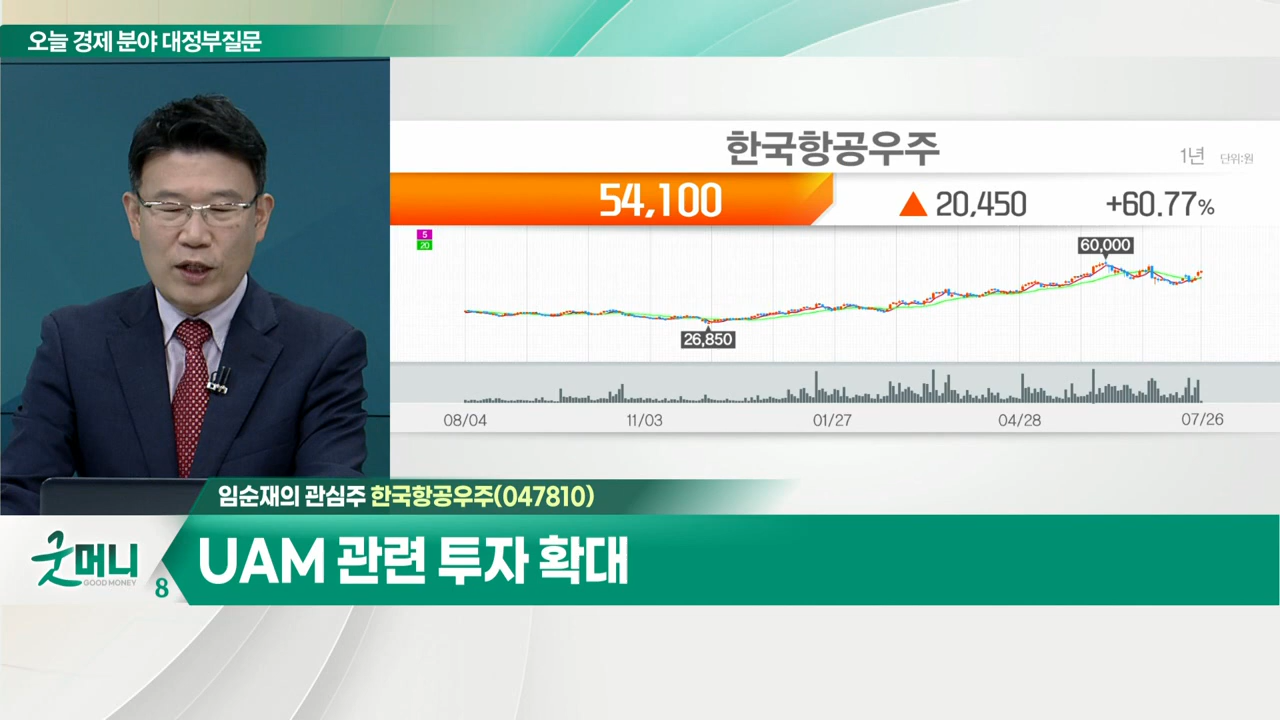 오늘 경제 분야 대정부질문
한국항공우주
1년 단위:원
54,100 ▲ 20,450 +60.77%
5
20
60,000
26,850
08/04 11/03 01/27 04/28 07/26
임순재의 관심주 한국항공우주(047810)
굿머니
GOOD MONEY
8
UAM 관련 투자 확대